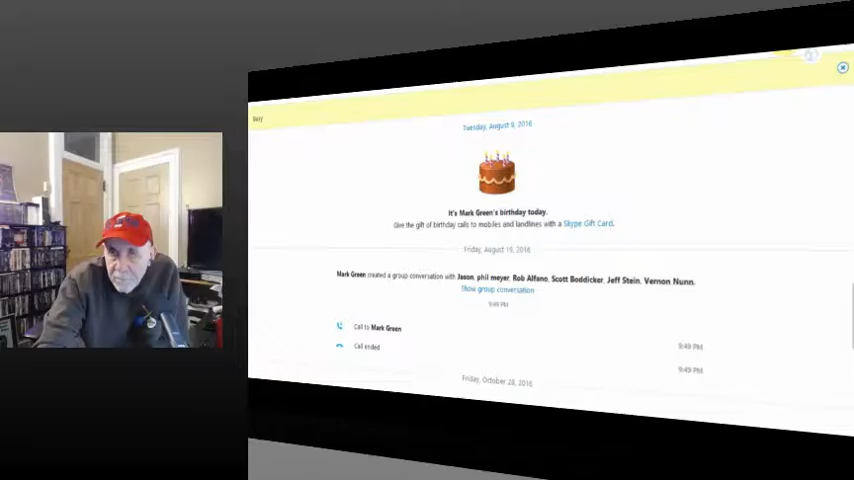 Tuesday, August 9, 2016
It's Mark Green's birthday today.
Give the gift of birthday calls to mobiles and landlines with a Skype Gift Card.
Friday, August 19, 2016
Mark Green created a group conversation with Jason, phil meyer, Rob Alfano, Scott Boddicker, Jeff Stein, Vernon Nunn.
Show group conversation
9:49 PM
Call to Mark Green
9:49 PM
Call ended
9:49 PM
Friday, October 28, 2016